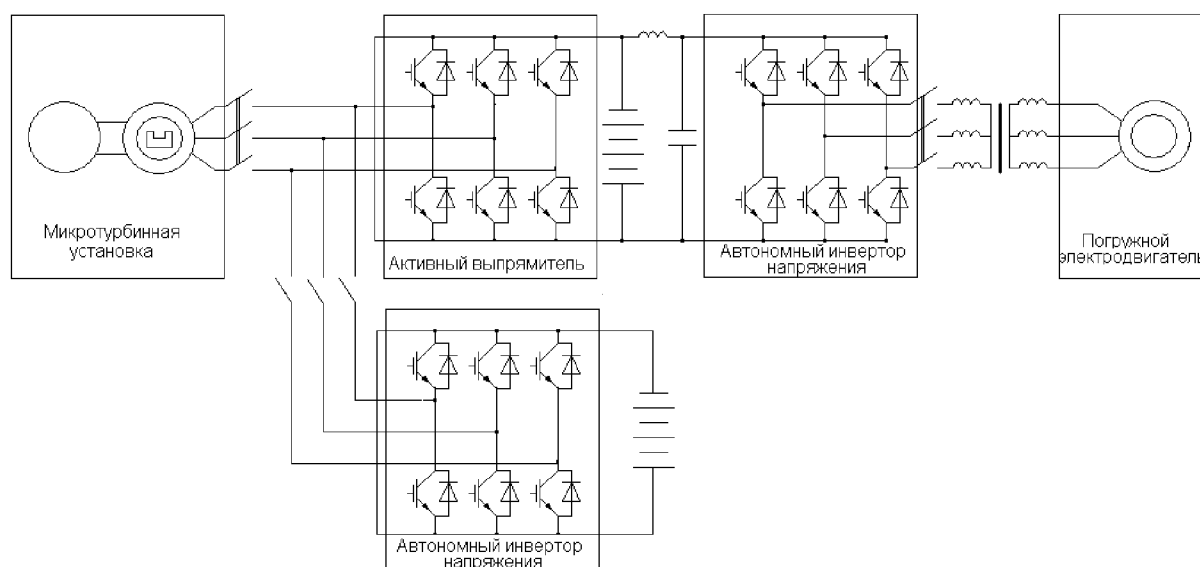 Микротурбинная
установка
Активный выпрямитель
Автономный инвертор
напряжения
Погружной
электродвигатель
Автономный инвертор
напряжения